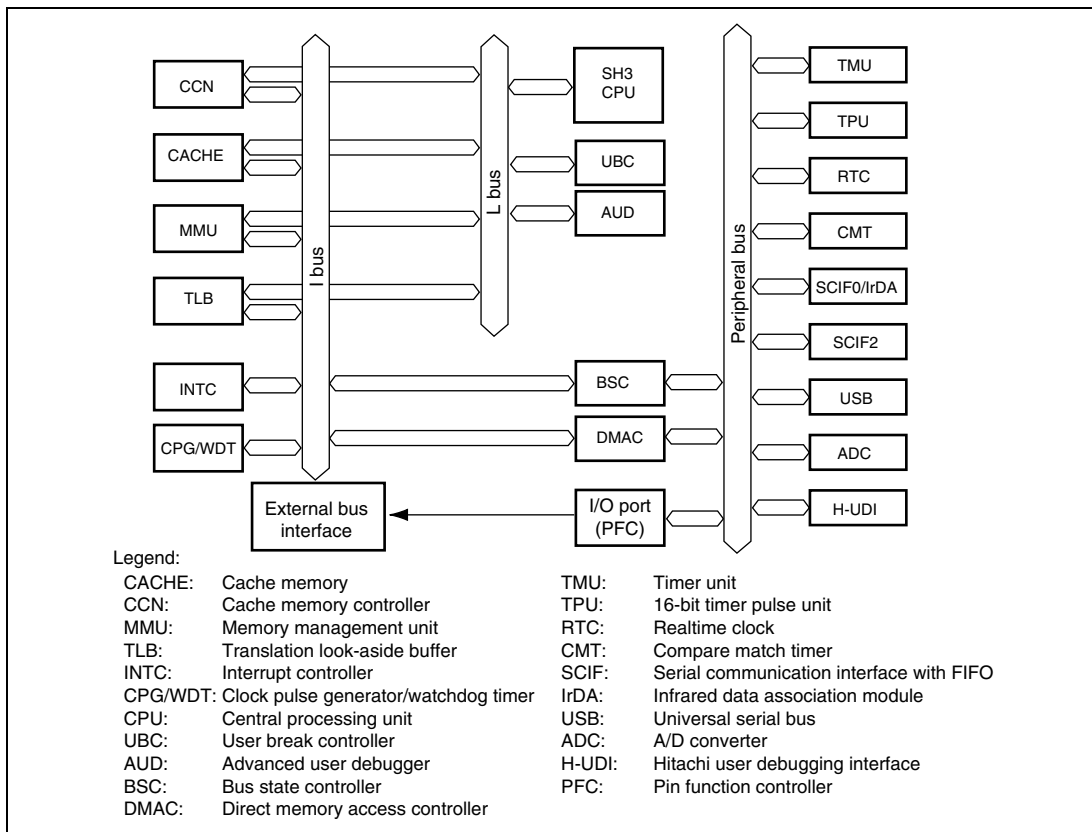 CCN
CACHE
MMU
TLB
INTC
CPG/WDT
I bus
L bus
SH3
CPU
UBC
AUD
BSC
DMAC
External bus
interface
I/O port
(PFC)
Peripheral bus
TMU
TPU
RTC
CMT
SCIF0/IrDA
SCIF2
USB
ADC
H-UDI
Legend:
CACHE: Cache memory
CCN: Cache memory controller
MMU: Memory management unit
TLB: Translation look-aside buffer
INTC: Interrupt controller
CPG/WDT: Clock pulse generator/watchdog timer
CPU: Central processing unit
UBC: User break controller
AUD: Advanced user debugger
BSC: Bus state controller
DMAC: Direct memory access controller
TMU: Timer unit
TPU: 16-bit timer pulse unit
RTC: Realtime clock
CMT: Compare match timer
SCIF: Serial communication interface with FIFO
IrDA: Infrared data association module
USB: Universal serial bus
ADC: A/D converter
H-UDI: Hitachi user debugging interface
PFC: Pin function controller